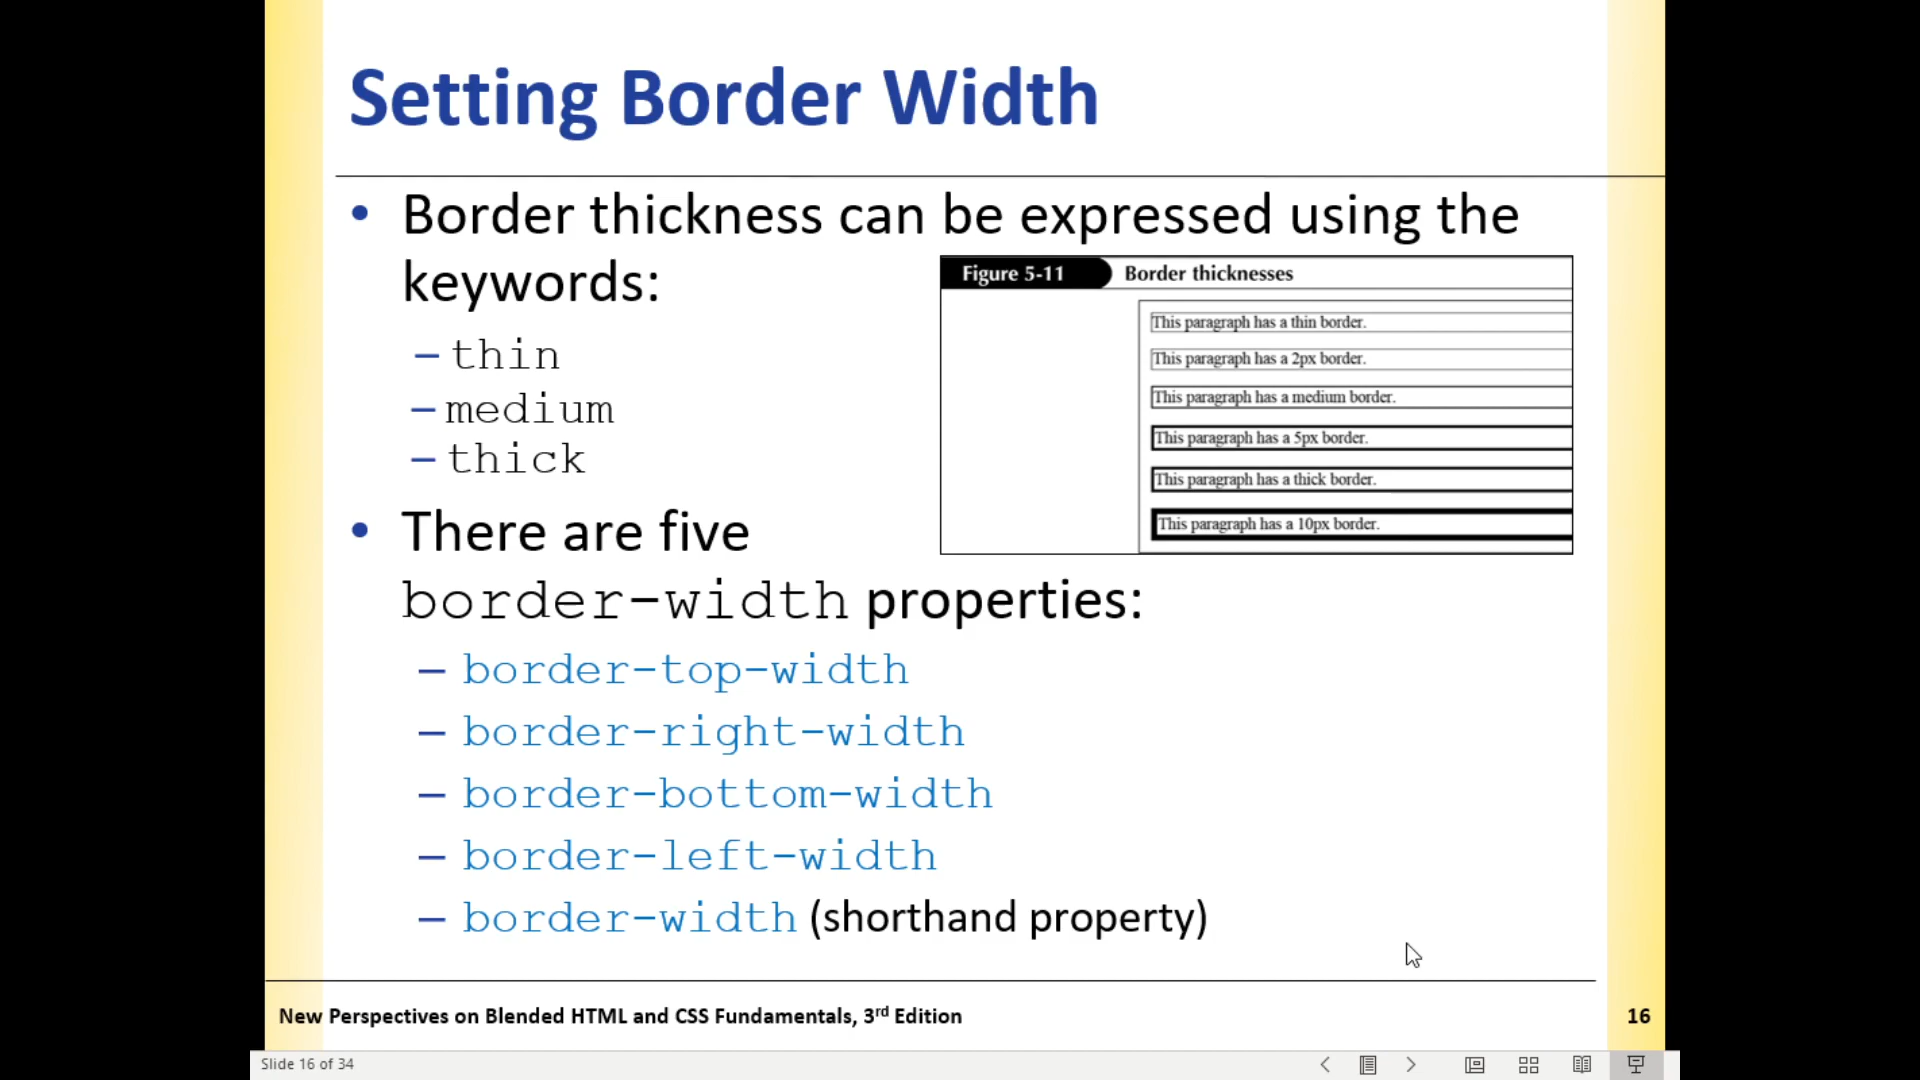 Setting Border Width
• Border thickness can be expressed using the
keywords:
– thin
– medium
– thick
Figure 5-11 Border thicknesses
This paragraph has a thin border.
This paragraph has a 2px border.
This paragraph has a medium border.
This paragraph has a 5px border.
This paragraph has a thick border.
This paragraph has a 10px border.
• There are five
border-width properties:
– border-top-width
– border-right-width
– border-bottom-width
– border-left-width
– border-width (shorthand property)
New Perspectives on Blended HTML and CSS Fundamentals, 3rd Edition
16
Slide 16 of 34